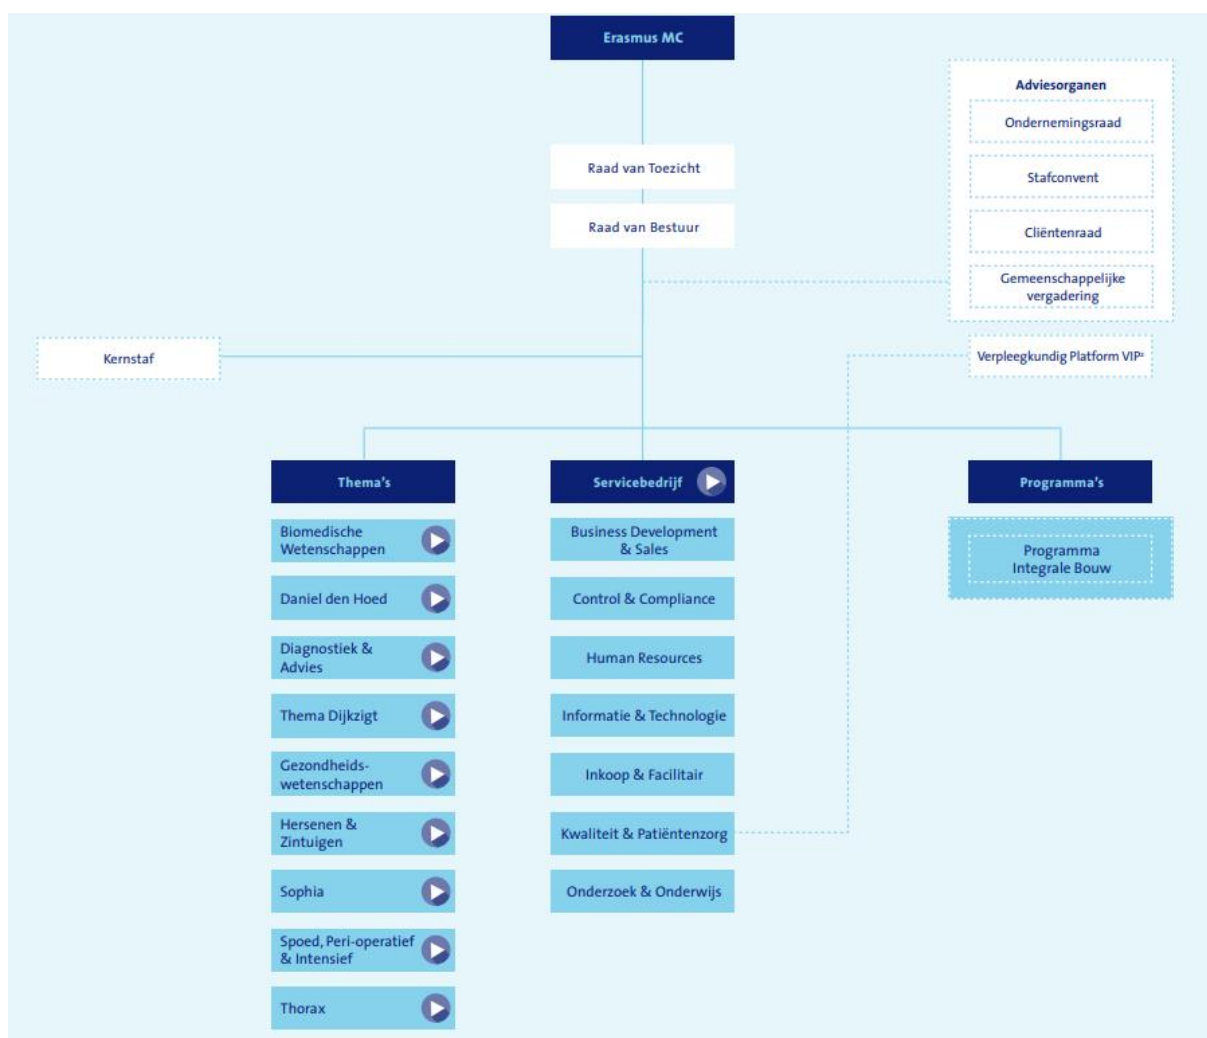 Erasmus MC
Raad van Toezicht
Raad van Bestuur
Adviesorganen
Ondernemingsraad
Stafconvent
Cliëntenraad
Gemeenschappelijke
vergadering
Kernstaf
Verpleegkundig Platform VIP²
Thema's
Biomedische
Wetenschappen
Daniel den Hoed
Diagnostiek &
Advies
Thema Dijkzigt
Gezondheids-
wetenschappen
Hersenen &
Zintuigen
Sophia
Spoed, Peri-operatief
& Intensief
Thorax
Servicebedrijf
Business Development
& Sales
Control & Compliance
Human Resources
Informatie & Technologie
Inkoop & Facilitair
Kwaliteit & Patiëntenzorg
Onderzoek & Onderwijs
Programma's
Programma
Integrale Bouw